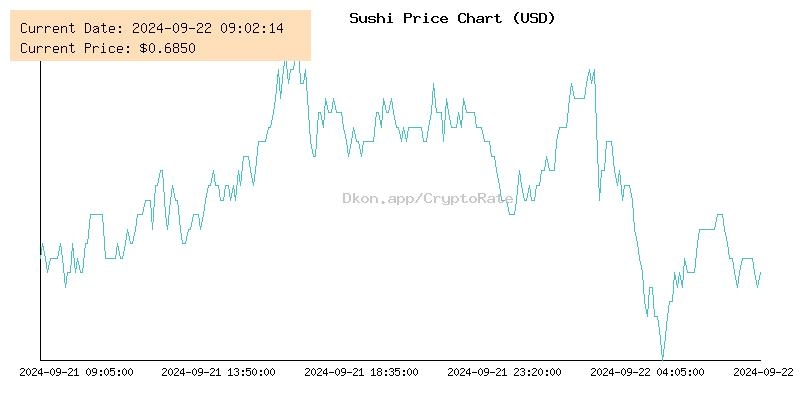 Sushi Price Chart (USD)
Current Date: 2024-09-22 09:02:14
Current Price: $0.6850
Dkon.app/CryptoRate
2024-09-21 09:05:00
2024-09-21 13:50:00
2024-09-21 18:35:00
2024-09-21 23:20:00
2024-09-22 04:05:00
2024-09-22